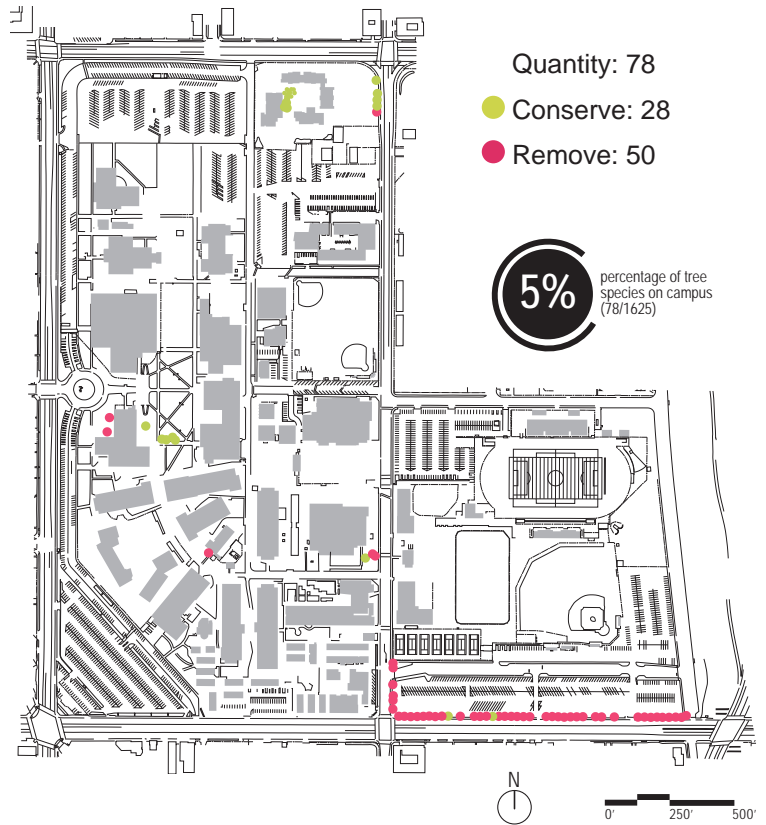 Quantity: 78
Conserve: 28
Remove: 50
5%
percentage of tree
species on campus
(78/1625)
N
0'
250'
500'